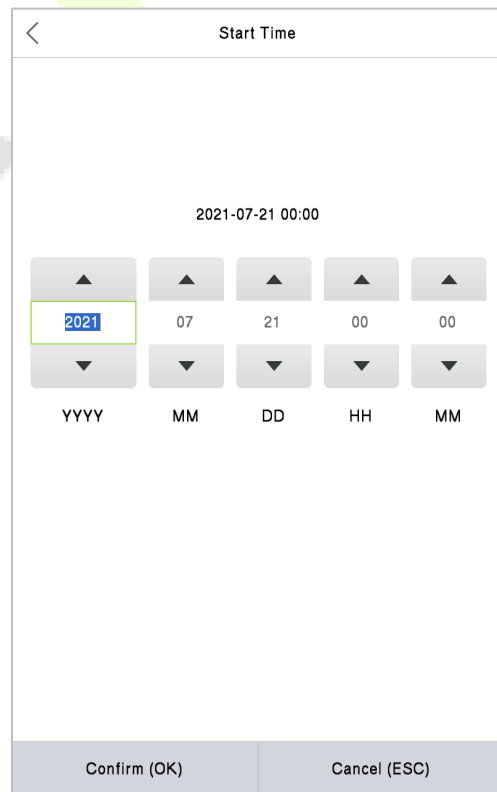 Start Time
2021-07-21 00:00
2021 07 21 00 00
YYYY MM DD HH MM
Confirm (OK) Cancel (ESC)